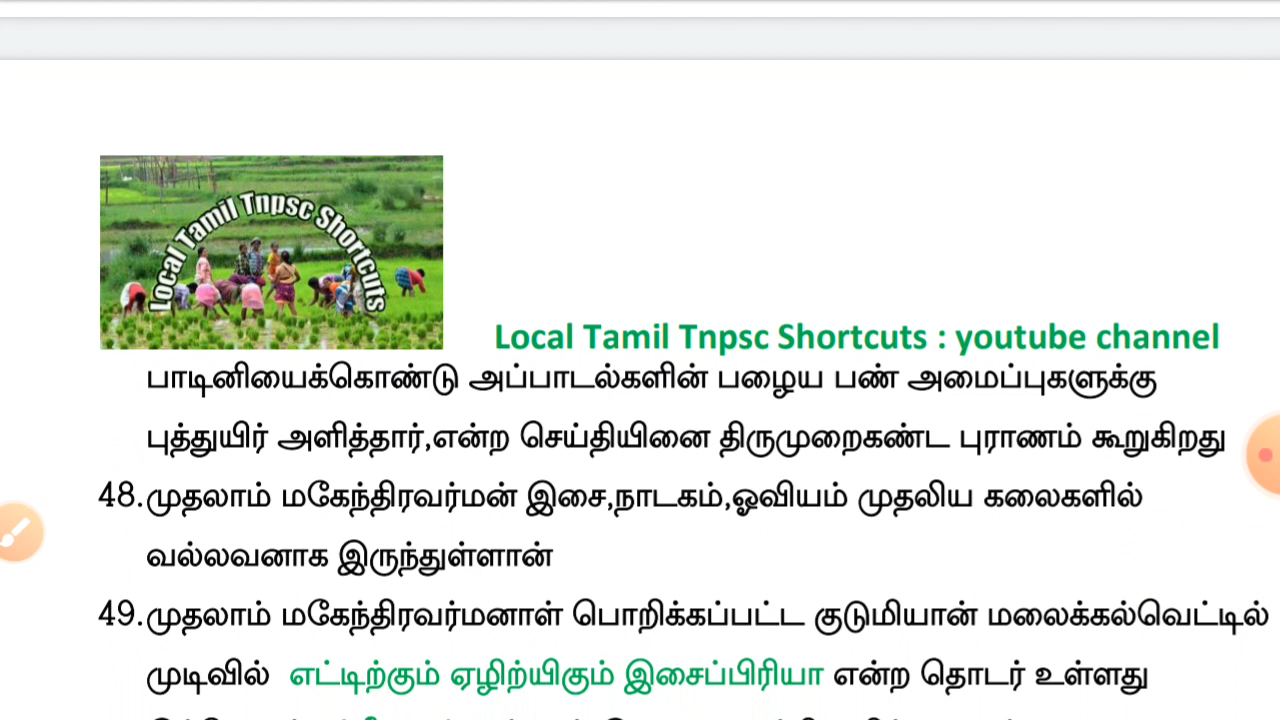 Local Tamil Tnpsc Shortcuts
Local Tamil Tnpsc Shortcuts : youtube channel
பாடினியைக்கொண்டு அப்பாடல்களின் பழைய பண் அமைப்புகளுக்கு
புத்துயிர் அளித்தார்,என்ற செய்தியினை திருமுறைகண்ட புராணம் கூறுகிறது
48.முதலாம் மகேந்திரவர்மன் இசை,நாடகம்,ஓவியம் முதலிய கலைகளில்
வல்லவனாக இருந்துள்ளான்
49.முதலாம் மகேந்திரவர்மனாள் பொறிக்கப்பட்ட குடுமியான் மலைக்கல்வெட்டில்
முடிவில் எட்டிற்கும் ஏழிற்யிகும் இசைப்பிரியா என்ற தொடர் உள்ளது